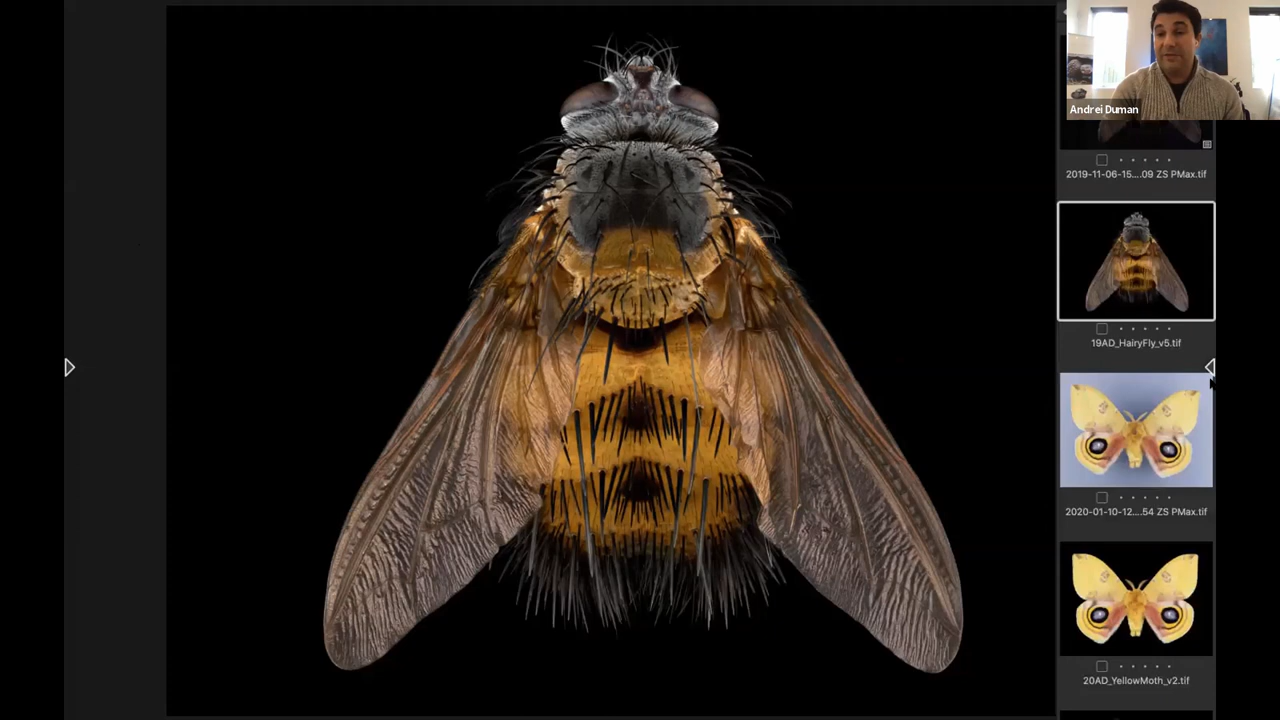 Andrei Duman
2019-11-06-15....09 ZS PMax.tif
19AD_HairyFly_v5.tif
2020-01-10-12....54 ZS PMax.tif
20AD_YellowMoth_v2.tif